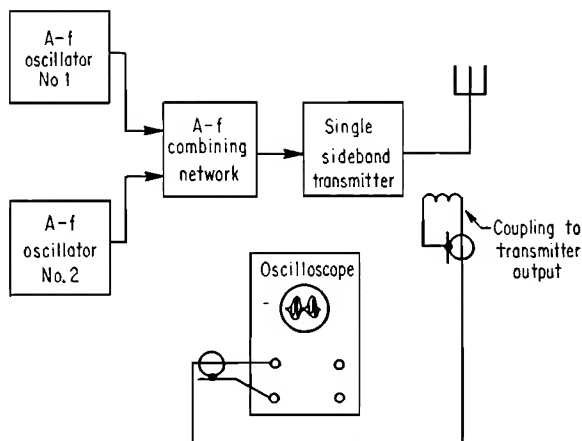 A-f
oscillator
No 1
A-f
combining
network
Single
sideband
transmitter
A-f
oscillator
No. 2
Coupling to
transmitter
output
Oscilloscope